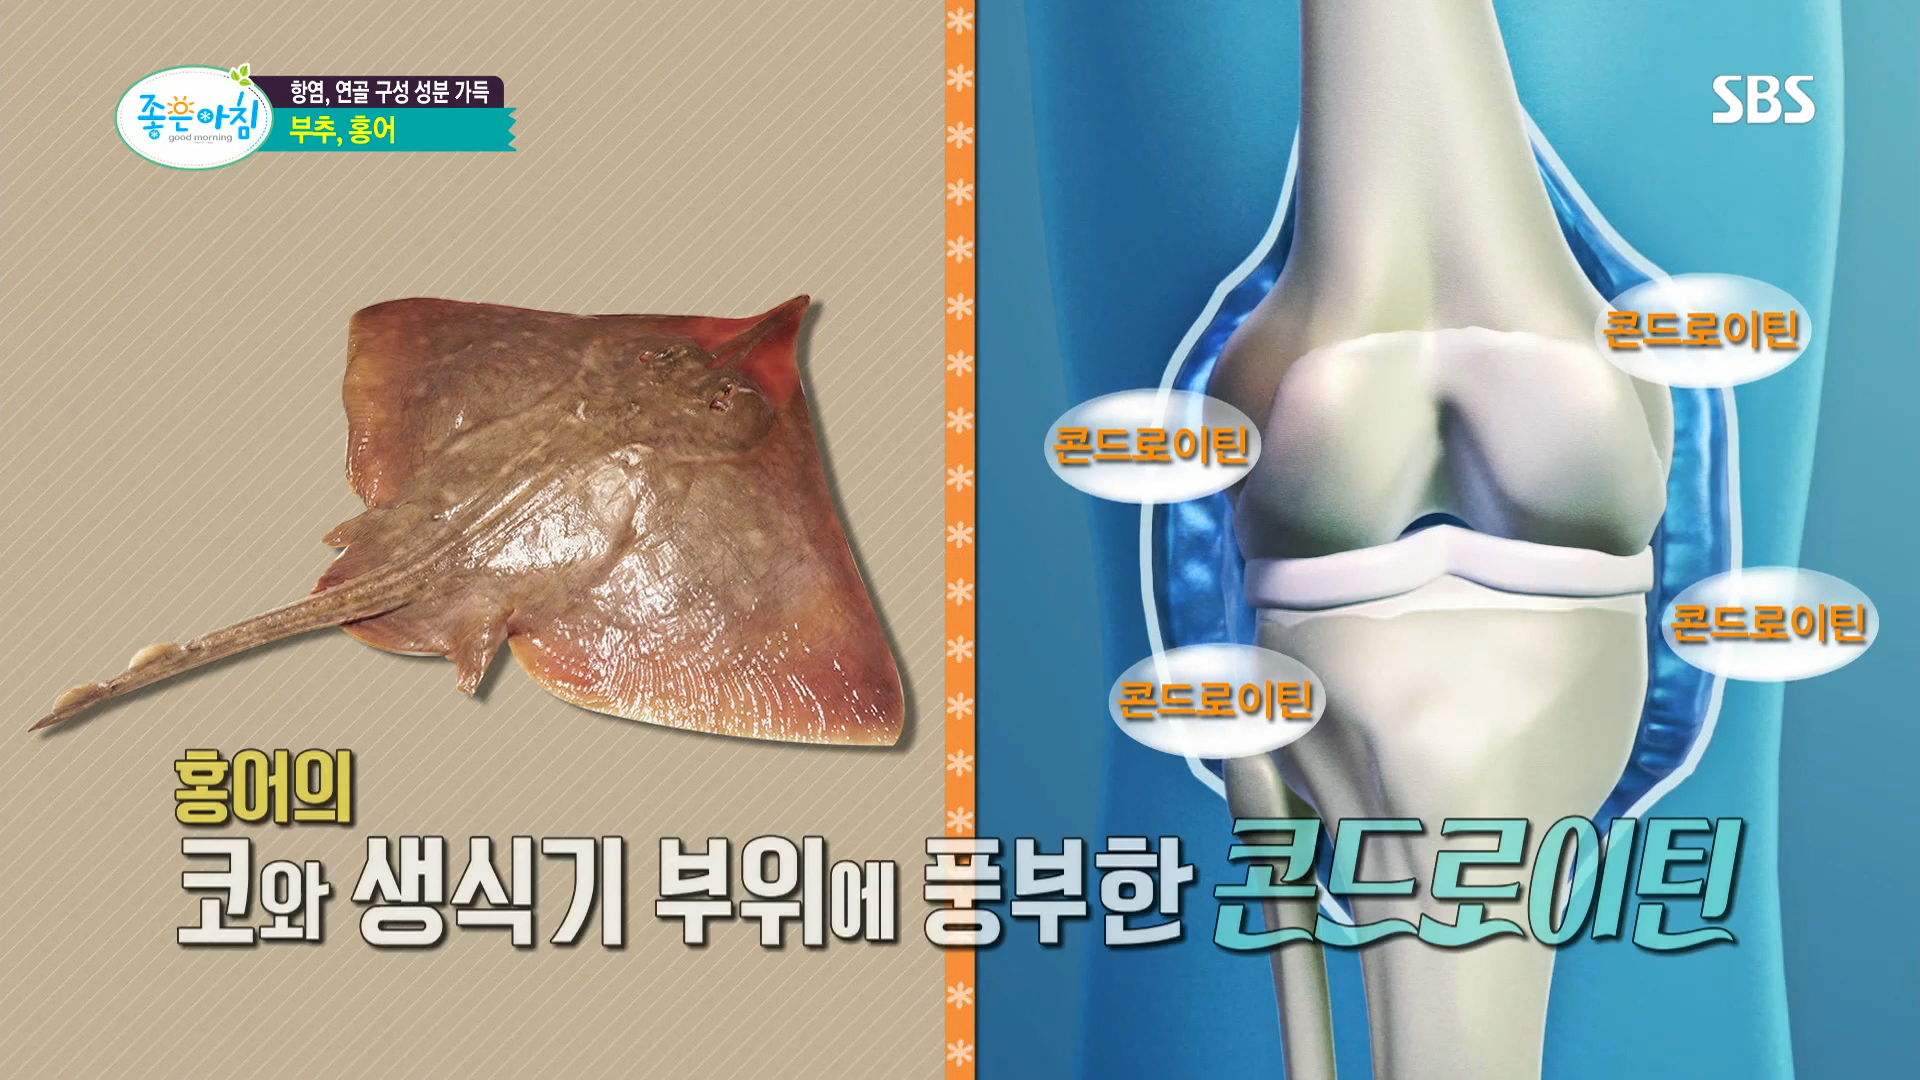 좋은아침
good morning
항염, 연골 구성 성분 가득
부추, 홍어
SBS
콘드로이틴
콘드로이틴
콘드로이틴
콘드로이틴
홍어의
코와 생식기 부위에 풍부한 콘드로이틴